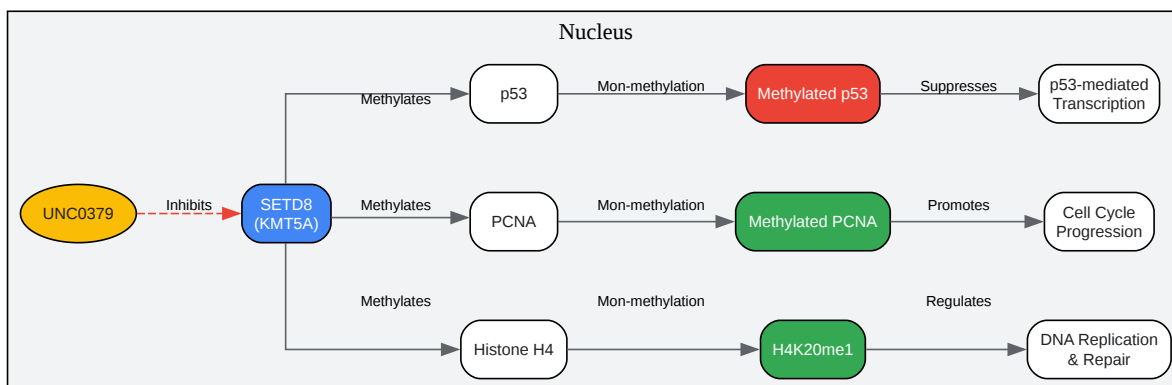 Nucleus
p53
Mon-methylation
Methylated p53
Suppresses
p53-mediated
Transcription
Methylates
UNC0379
Inhibits
SETD8
(KMT5A)
Methylates
PCNA
Mon-methylation
Methylated PCNA
Promotes
Cell Cycle
Progression
Methylates
Histone H4
Mon-methylation
H4K20me1
Regulates
DNA Replication
& Repair